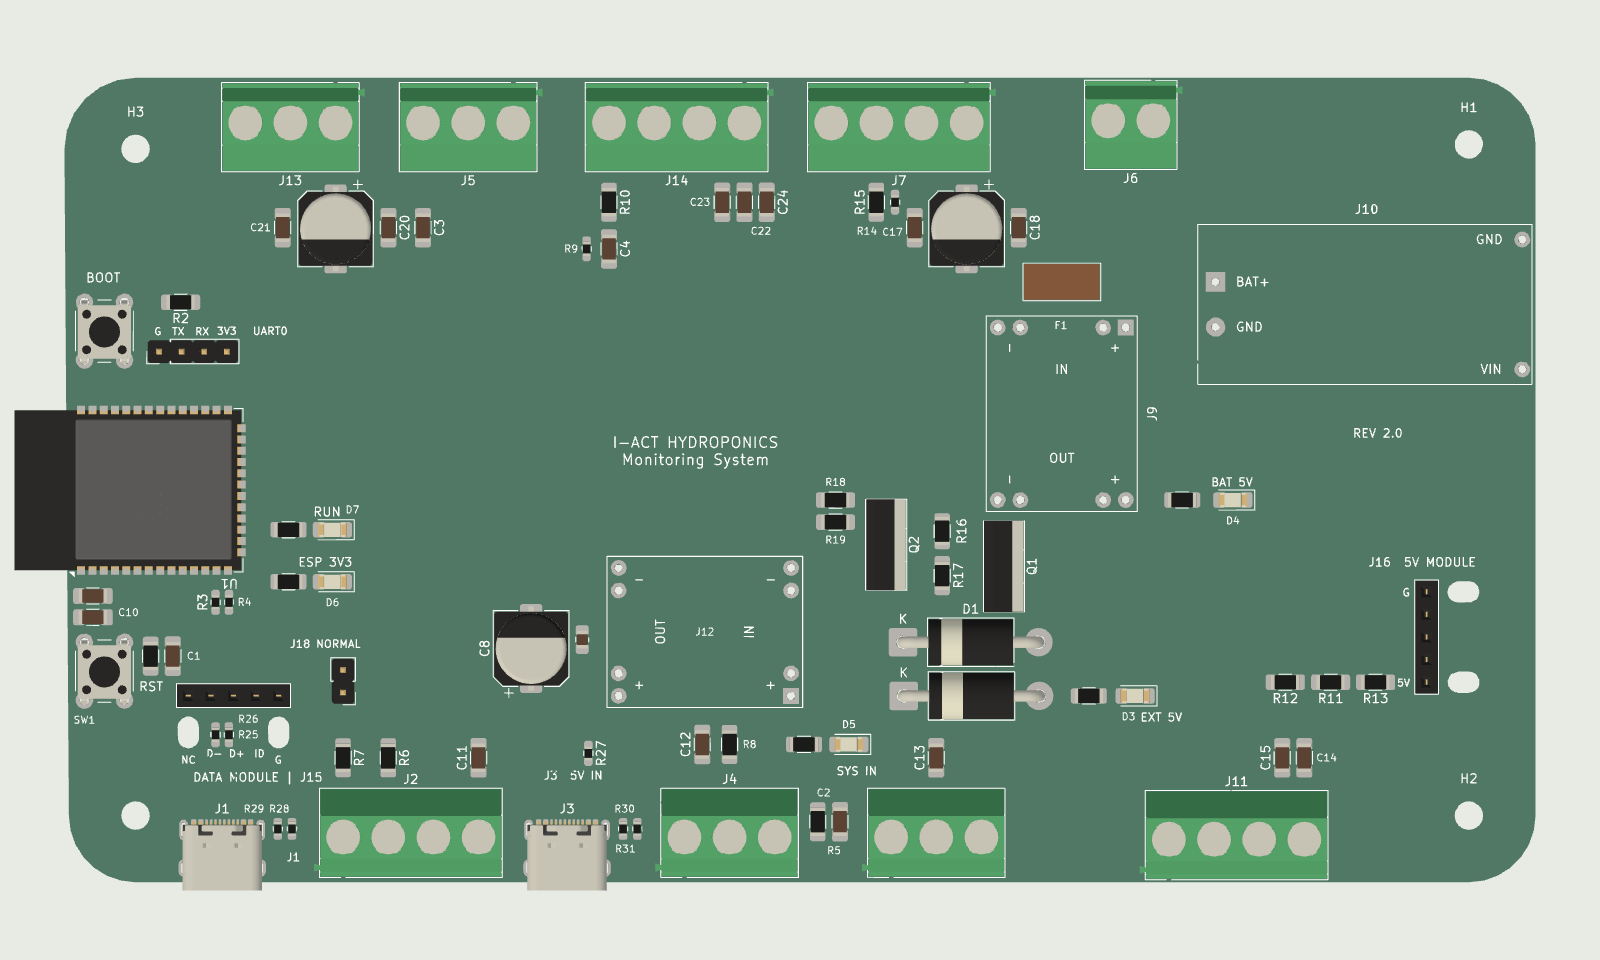 H3
H1
J13
J5
J14
J7
J6
+
+
C21
C20
C3
R10
C23
C24
C22
R9
C4
R15
R14
C17
C18
J10
GND
BAT+
GND
VIN
BOOT
R2
G TX RX 3V3 UART0
F1
− +
IN
J9
OUT
− +
I-ACT HYDROPONICS
Monitoring System
REV 2.0
BAT 5V
D4
R18
R19
Q2
R16
R17
Q1
RUN D7
ESP 3V3
D6
U1
R3
R4
C10
C1
RST
SW1
J18 NORMAL
C8
+
− −
OUT
J12
IN
+ +
D1
K
K
J16 5V MODULE
G
5V
R12
R11
R13
D3 EXT 5V
R26
R25
NC
D- D+ ID G
DATA MODULE | J15
R7
R6
C11
R27
J3 5V IN
C12
R8
D5
SYS IN
C13
C15
C14
H2
J2
J4
J11
J1
R29 R28
J1
J3
R30
R31
C2
R5